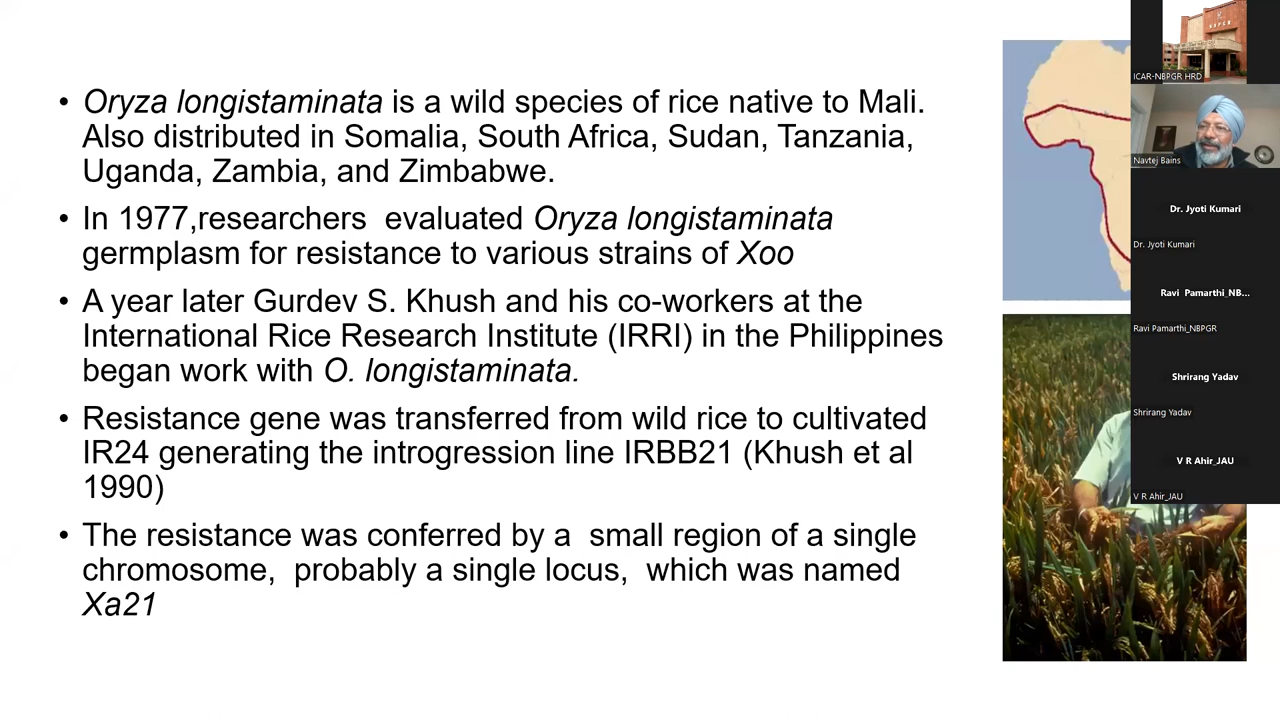 • Oryza longistaminata is a wild species of rice native to Mali.
Also distributed in Somalia, South Africa, Sudan, Tanzania,
Uganda, Zambia, and Zimbabwe.
• In 1977,researchers  evaluated Oryza longistaminata
germplasm for resistance to various strains of Xoo
• A year later Gurdev S. Khush and his co-workers at the
International Rice Research Institute (IRRI) in the Philippines
began work with O. longistaminata.
• Resistance gene was transferred from wild rice to cultivated
IR24 generating the introgression line IRBB21 (Khush et al
1990)
• The resistance was conferred by a  small region of a single
chromosome,  probably a single locus,  which was named
Xa21
ICAR-NBPGR HRD
Navtej Bains
Dr. Jyoti Kumari
Dr. Jyoti Kumari
Ravi Pamarthi_NB...
Ravi Pamarthi_NBPGR
Shrirang Yadav
Shrirang Yadav
V R Ahir_JAU
V R Ahir_JAU